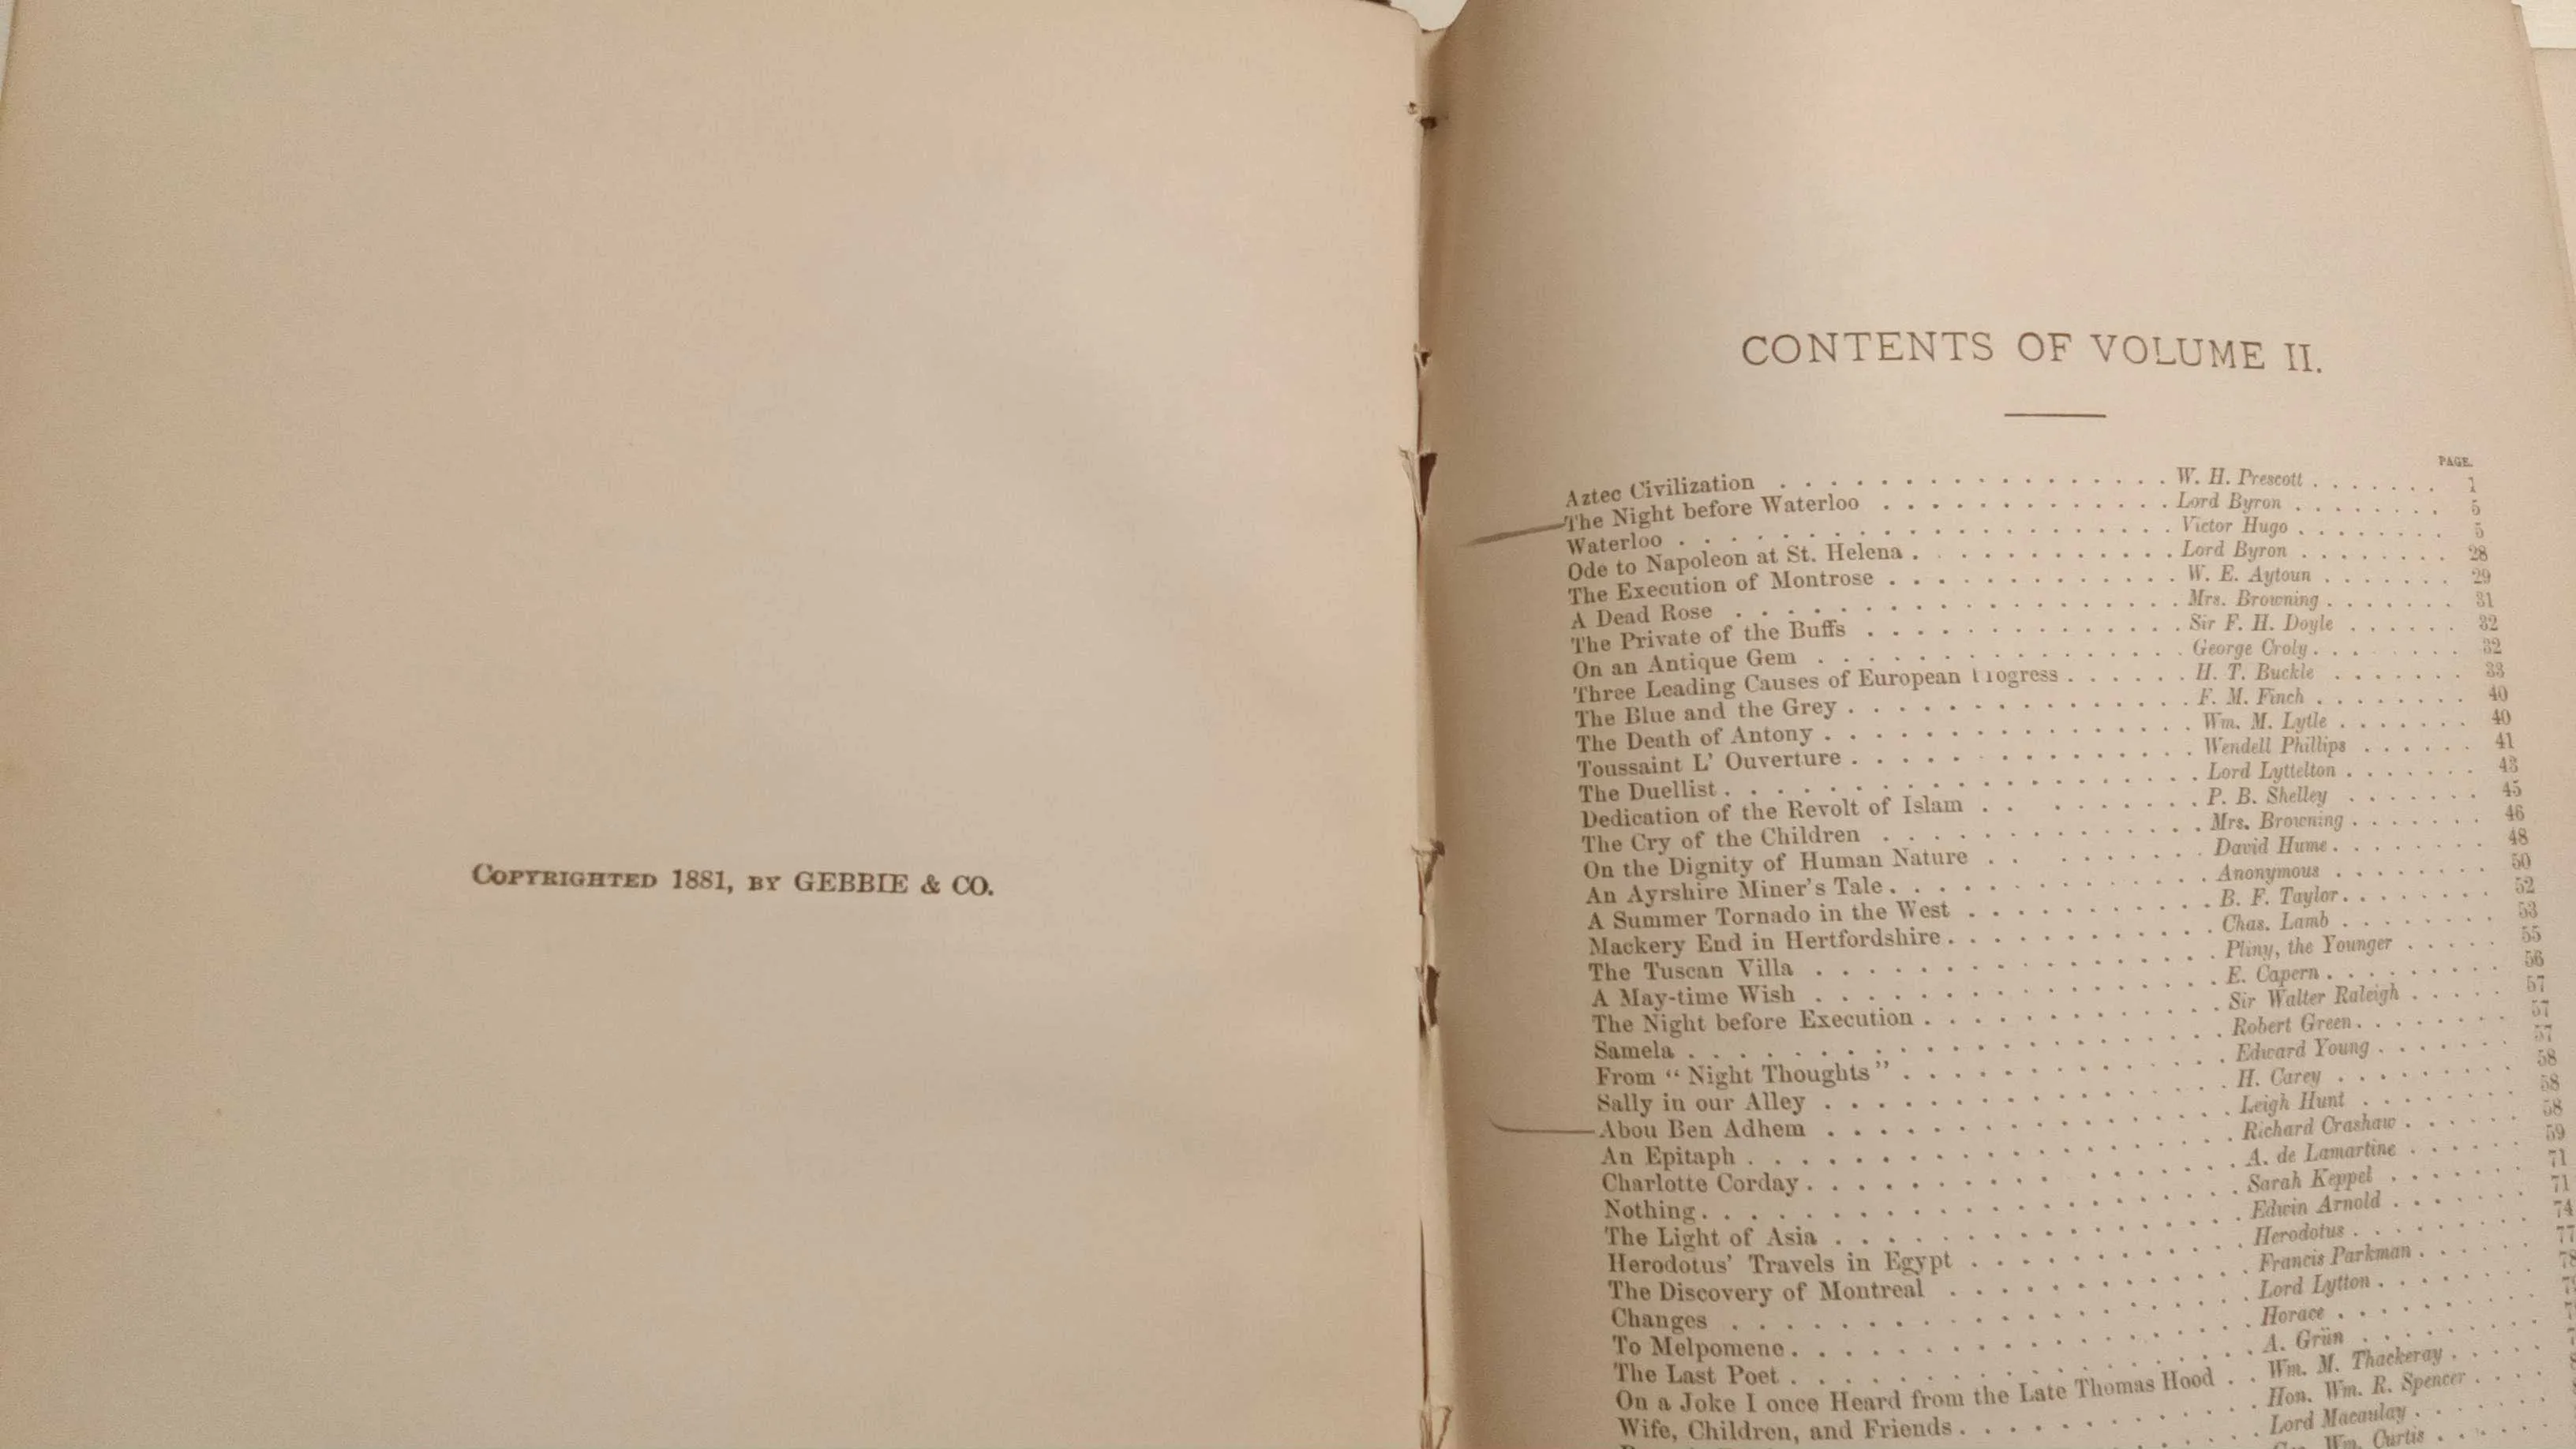 COPYRIGHTED 1881, BY GEBBIE & CO.
CONTENTS OF VOLUME II.
PAGE.
Aztec Civilization . . . . . W. H. Prescott . . . . . 1
The Night before Waterloo . . . . . Lord Byron . . . . . 5
Waterloo . . . . . Victor Hugo . . . . . 5
Ode to Napoleon at St. Helena . . . . . Lord Byron . . . . . 28
The Execution of Montrose . . . . . W. E. Aytoun . . . . . 29
A Dead Rose . . . . . Mrs. Browning . . . . . 31
The Private of the Buffs . . . . . Sir F. H. Doyle . . . . . 32
On an Antique Gem . . . . . George Croly . . . . . 32
Three Leading Causes of European Progress . . . . . H. T. Buckle . . . . . 33
The Blue and the Grey . . . . . F. M. Finch . . . . . 40
The Death of Antony . . . . . Wm. M. Lytle . . . . . 40
Toussaint L' Ouverture . . . . . Wendell Phillips . . . . . 41
The Duellist . . . . . Lord Lyttelton . . . . . 43
Dedication of the Revolt of Islam . . . . . P. B. Shelley . . . . . 45
The Cry of the Children . . . . . Mrs. Browning . . . . . 46
On the Dignity of Human Nature . . . . . David Hume . . . . . 48
An Ayrshire Miner's Tale . . . . . Anonymous . . . . . 50
A Summer Tornado in the West . . . . . B. F. Taylor . . . . . 52
Mackery End in Hertfordshire . . . . . Chas. Lamb . . . . . 53
The Tuscan Villa . . . . . Pliny, the Younger . . . . . 55
A May-time Wish . . . . . E. Capern . . . . . 56
The Night before Execution . . . . . Sir Walter Raleigh . . . . . 57
Samela . . . . . Robert Green . . . . . 57
From "Night Thoughts" . . . . . Edward Young . . . . . 57
Sally in our Alley . . . . . H. Carey . . . . . 58
Abou Ben Adhem . . . . . Leigh Hunt . . . . . 58
An Epitaph . . . . . Richard Crashaw . . . . . 58
Charlotte Corday . . . . . A. de Lamartine . . . . . 59
Nothing . . . . . Sarah Keppel . . . . . 71
The Light of Asia . . . . . Edwin Arnold . . . . . 71
Herodotus' Travels in Egypt . . . . . Herodotus . . . . . 74
The Discovery of Montreal . . . . . Francis Parkman . . . . . 77
Changes . . . . . Lord Lytton . . . . .
To Melpomene . . . . . Horace . . . . .
The Last Poet . . . . . A. Grün . . . . .
On a Joke I once Heard from the Late Thomas Hood . . Wm. M. Thackeray . . . . .
Wife, Children, and Friends . . . . . Hon. Wm. R. Spencer . . . .
Lord Macaulay . . . . .
Wm. Curtis . . . . .